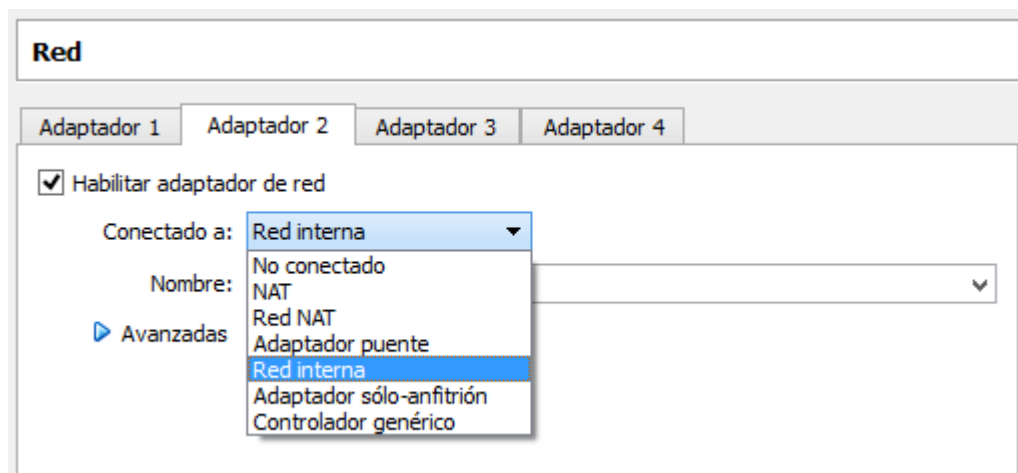 Red
Adaptador 1 Adaptador 2 Adaptador 3 Adaptador 4
Habilitar adaptador de red
Conectado a: Red interna
No conectado
Nombre:
NAT
Red NAT
Avanzadas
Adaptador puente
Red interna
Adaptador sólo-anfitrión
Controlador genérico